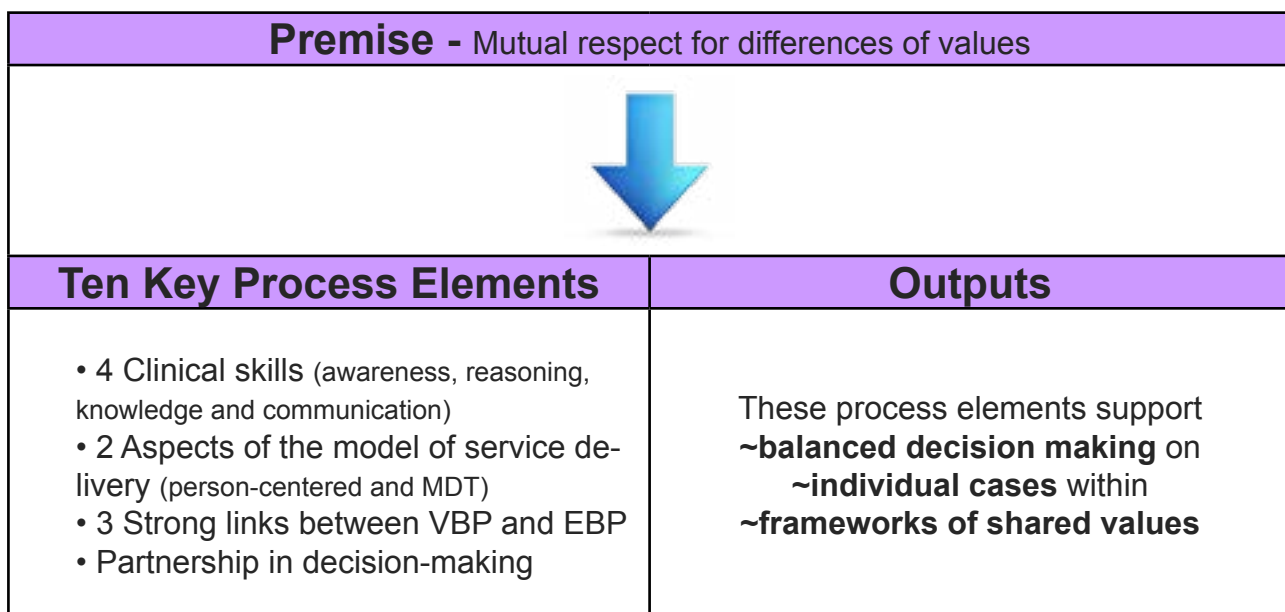 Premise - Mutual respect for differences of values
Ten Key Process Elements
Outputs
• 4 Clinical skills (awareness, reasoning,
knowledge and communication)
• 2 Aspects of the model of service de-
livery (person-centered and MDT)
• 3 Strong links between VBP and EBP
• Partnership in decision-making
These process elements support
~balanced decision making on
~individual cases within
~frameworks of shared values